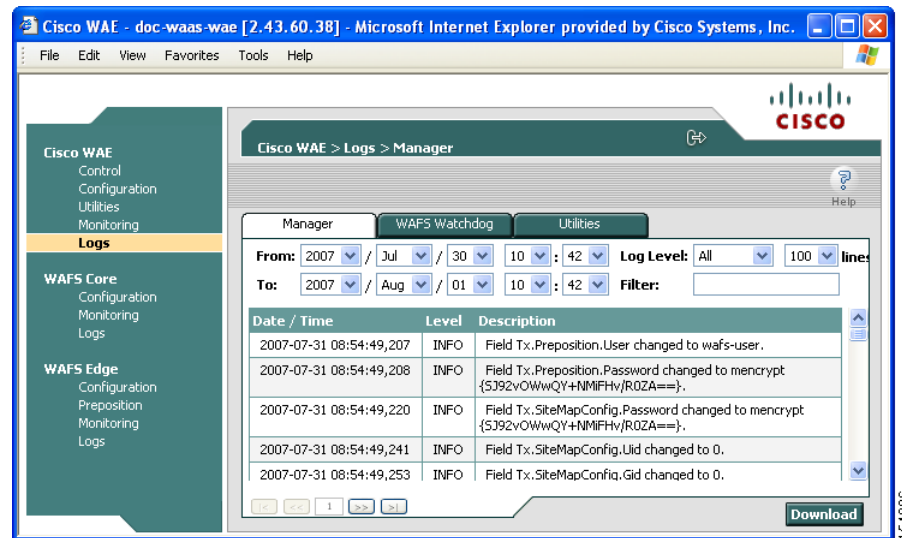 Cisco WAE - doc-waas-wae [2.43.60.38] - Microsoft Internet Explorer provided by Cisco Systems, Inc.
File Edit View Favorites Tools Help
CISCO
Cisco WAE
Control
Configuration
Utilities
Monitoring
Logs
WAFS Core
Configuration
Monitoring
Logs
WAFS Edge
Configuration
Preposition
Monitoring
Logs
Cisco WAE > Logs > Manager
? Help
Manager WAFS Watchdog Utilities
From: 2007 / Jul / 30 10 : 42 Log Level: All 100 lines
To: 2007 / Aug / 01 10 : 42 Filter:
Date / Time Level Description
2007-07-31 08:54:49,207 INFO Field Tx.Preposition.User changed to wafs-user.
2007-07-31 08:54:49,208 INFO Field Tx.Preposition.Password changed to mencrypt
{SJ92vOWwQY+NMiFHv/R0ZA==}.
2007-07-31 08:54:49,220 INFO Field Tx.SiteMapConfig.Password changed to mencrypt
{SJ92vOWwQY+NMiFHv/R0ZA==}.
2007-07-31 08:54:49,241 INFO Field Tx.SiteMapConfig.Uid changed to 0.
2007-07-31 08:54:49,253 INFO Field Tx.SiteMapConfig.Gid changed to 0.
|< << 1 >> >|
Download